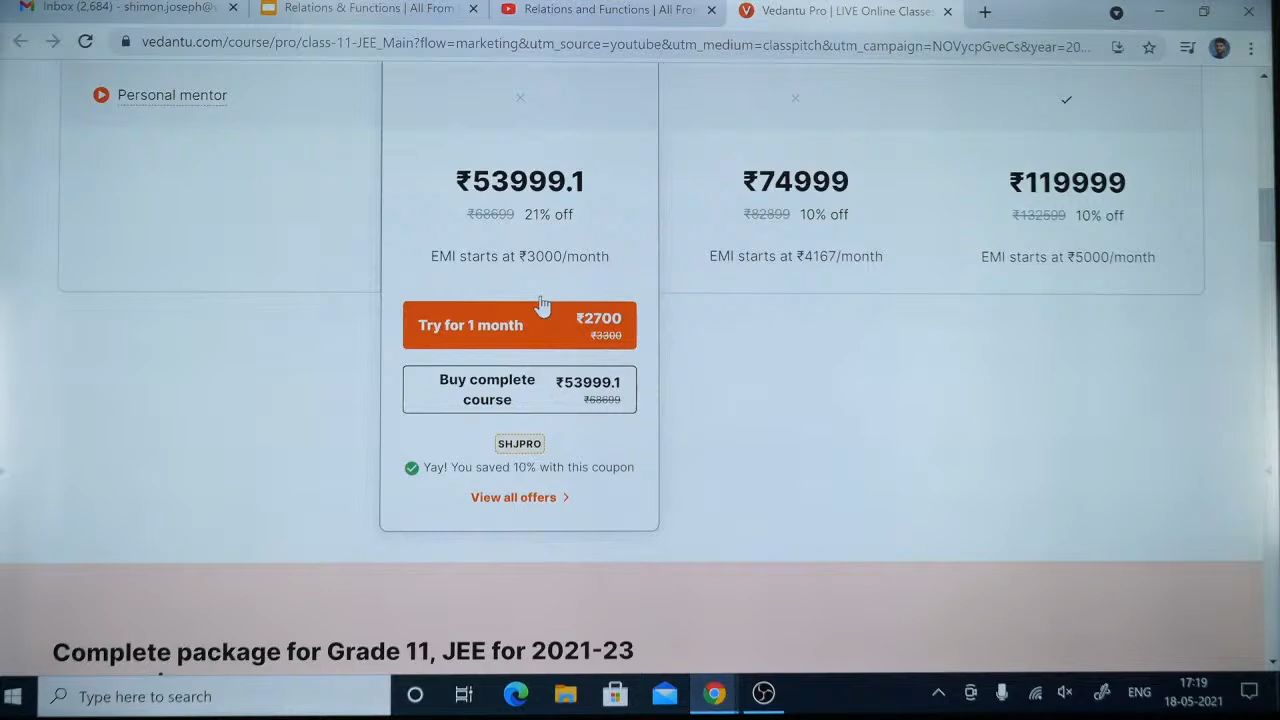 Inbox (2,684) - shimon.joseph@
Relations & Functions | All From
Relations and Functions | All Fro
Vedantu Pro | LIVE Online Classe
vedantu.com/course/pro/class-11-JEE_Main?flow=marketing&utm_source=youtube&utm_medium=classpitch&utm_campaign=NOVycpGveCs&year=20...
Personal mentor
₹53999.1
₹68699 21% off
EMI starts at ₹3000/month
₹74999
₹82899 10% off
EMI starts at ₹4167/month
₹119999
₹132599 10% off
EMI starts at ₹5000/month
Try for 1 month ₹2700
₹3300
Buy complete course ₹53999.1
₹68699
SHJPRO
Yay! You saved 10% with this coupon
View all offers >
Complete package for Grade 11, JEE for 2021-23
Type here to search
ENG
17:19
18-05-2021